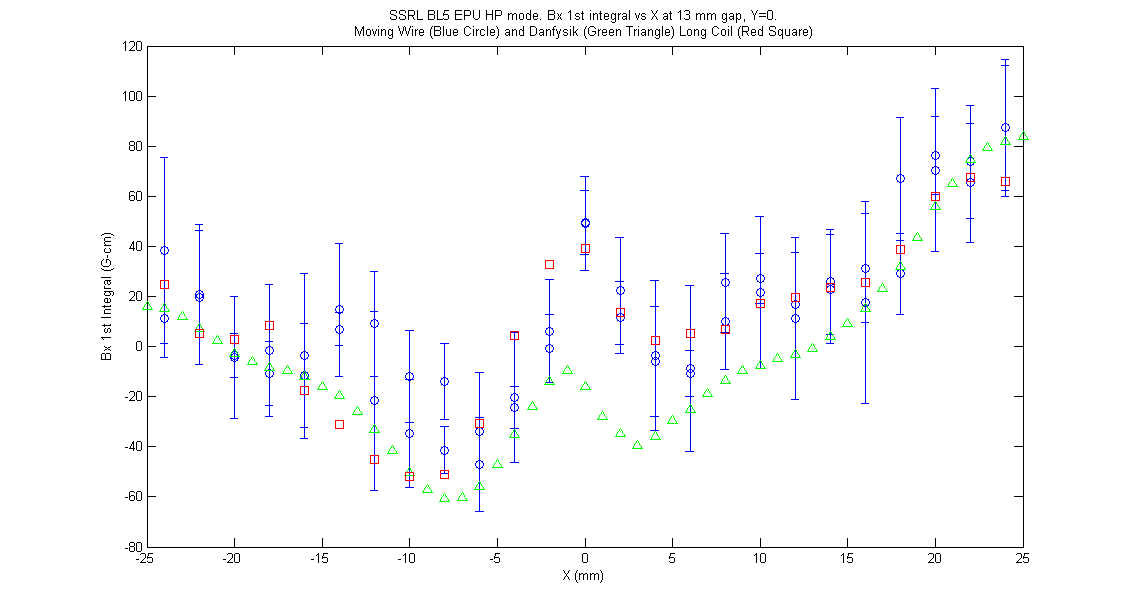 SSRL BL5 EPU HP mode. Bx 1st integral vs X at 13 mm gap, Y=0.
Moving Wire (Blue Circle) and Danfysik (Green Triangle) Long Coil (Red Square)
120
100
80
60
40
20
0
-20
-40
-60
-80
Bx 1st Integral (G-cm)
-25 -20 -15 -10 -5 0 5 10 15 20 25
X (mm)